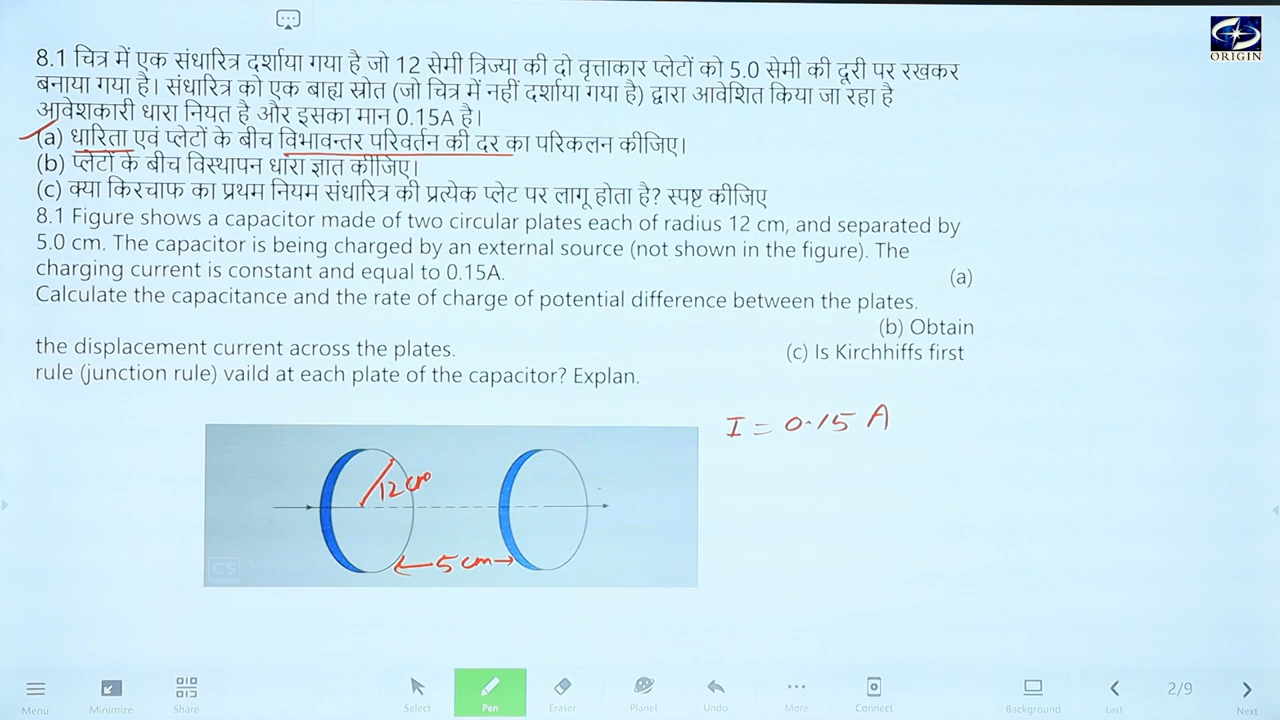 ORIGIN
8.1 चित्र में एक संधारित्र दर्शाया गया है जो 12 सेमी त्रिज्या की दो वृत्ताकार प्लेटों को 5.0 सेमी की दूरी पर रखकर
बनाया गया है। संधारित्र को एक बाह्य स्रोत (जो चित्र में नहीं दर्शाया गया है) द्वारा आवेशित किया जा रहा है
आवेशकारी धारा नियत है और इसका मान 0.15A है।
(a) धारिता एवं प्लेटों के बीच विभावन्तर परिवर्तन की दर का परिकलन कीजिए।
(b) प्लेटों के बीच विस्थापन धारा ज्ञात कीजिए।
(c) क्या किरचाफ का प्रथम नियम संधारित्र की प्रत्येक प्लेट पर लागू होता है? स्पष्ट कीजिए
8.1 Figure shows a capacitor made of two circular plates each of radius 12 cm, and separated by
5.0 cm. The capacitor is being charged by an external source (not shown in the figure). The
charging current is constant and equal to 0.15A. (a)
Calculate the capacitance and the rate of charge of potential difference between the plates.
(b) Obtain
the displacement current across the plates. (c) Is Kirchhiffs first
rule (junction rule) vaild at each plate of the capacitor? Explan.
I = 0.15 A
12 cm
5 cm
CS
Menu Minimize Share Select Pen Eraser Planet Undo More Connect Background Last 2/9 Next